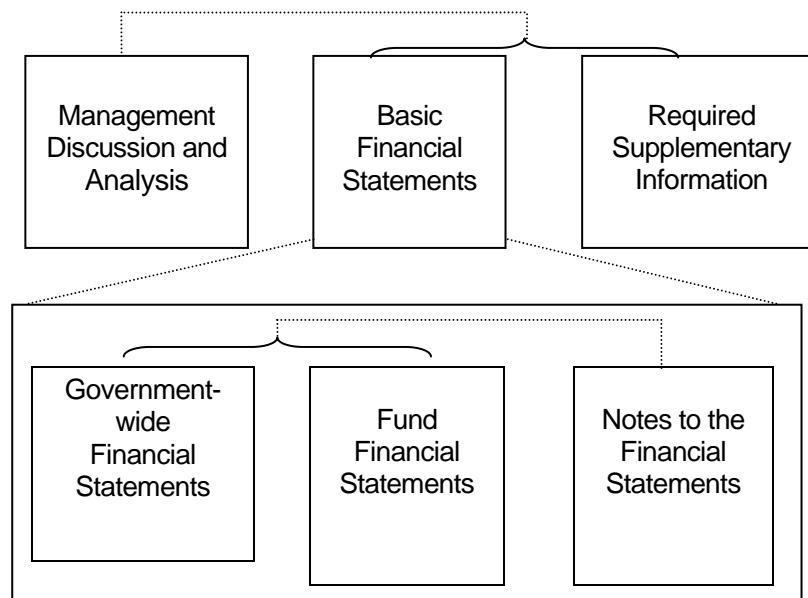 Management
Discussion and
Analysis
Basic
Financial
Statements
Required
Supplementary
Information
Government-
wide
Financial
Statements
Fund
Financial
Statements
Notes to the
Financial
Statements